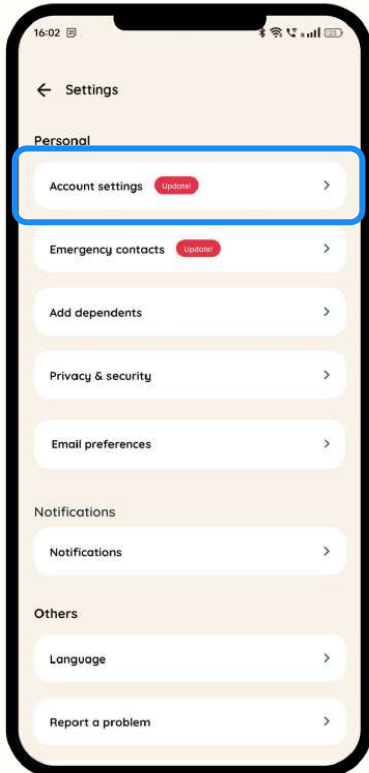 16:02
← Settings
Personal
Account settings Update!
Emergency contacts Update!
Add dependents
Privacy & security
Email preferences
Notifications
Notifications
Others
Language
Report a problem